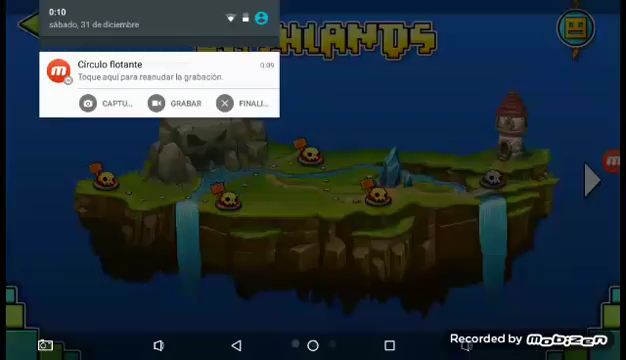 0:10
sábado, 31 de diciembre
Círculo flotante
0:09
Toque aquí para reanudar la grabación.
CAPTU...
GRABAR
FINALI...
Recorded by MOBIZEN